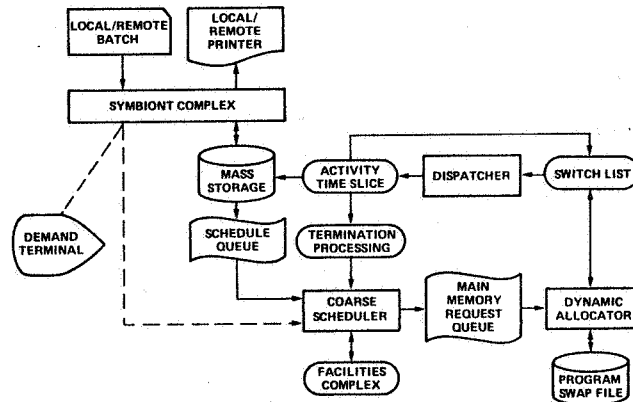 LOCAL/REMOTE
BATCH
LOCAL/
REMOTE
PRINTER
SYMBIONT COMPLEX
MASS
STORAGE
ACTIVITY
TIME SLICE
DISPATCHER
SWITCH LIST
DEMAND
TERMINAL
SCHEDULE
QUEUE
TERMINATION
PROCESSING
COARSE
SCHEDULER
MAIN
MEMORY
REQUEST
QUEUE
DYNAMIC
ALLOCATOR
FACILITIES
COMPLEX
PROGRAM
SWAP FILE